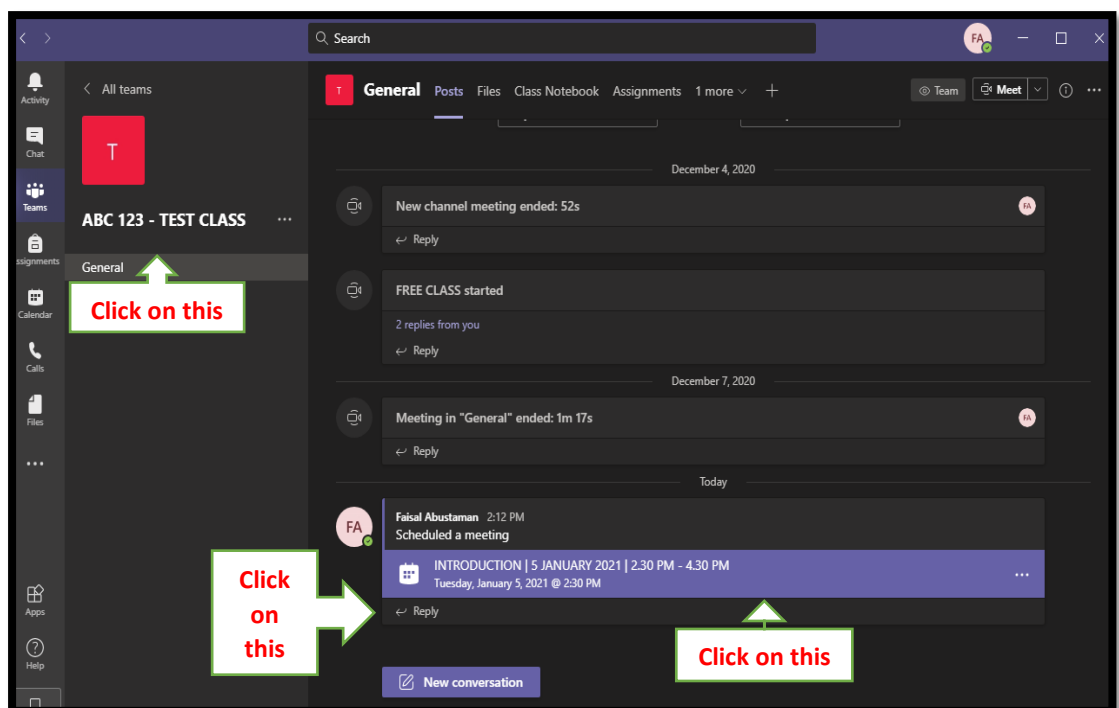 Search
FA
Activity
Chat
Teams
ssignments
Calendar
Calls
Files
Apps
Help
All teams
T
ABC 123 - TEST CLASS
General
Click on this
T General Posts Files Class Notebook Assignments 1 more
Team
Meet
December 4, 2020
New channel meeting ended: 52s
FA
Reply
FREE CLASS started
2 replies from you
Reply
December 7, 2020
Meeting in "General" ended: 1m 17s
FA
Reply
Today
FA
Faisal Abustaman 2:12 PM
Scheduled a meeting
INTRODUCTION | 5 JANUARY 2021 | 2.30 PM - 4.30 PM
Tuesday, January 5, 2021 @ 2:30 PM
Reply
Click
on
this
Click on this
New conversation